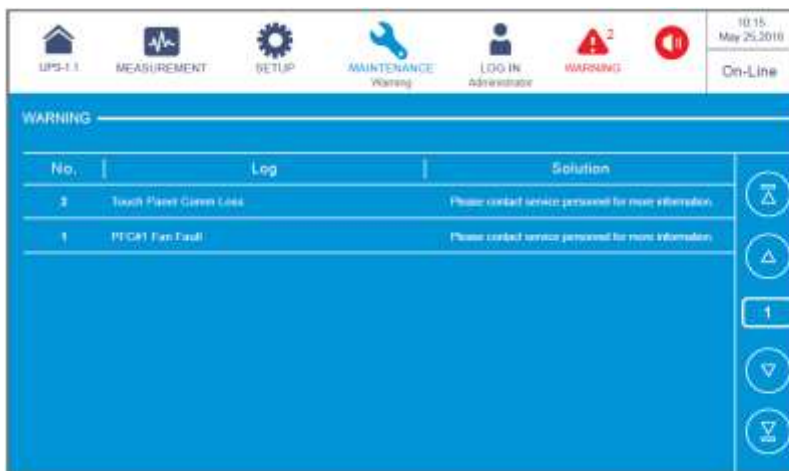 10:15
May 25,2016
UPS-1.1 MEASUREMENT SETUP MAINTENANCE LOG IN WARNING 2
Warning Administrator
On-Line
WARNING
No. Log Solution
2 Touch Panel Comm Loss Please contact service personnel for more information.
1 PFC#1 Fan Fault Please contact service personnel for more information.
1